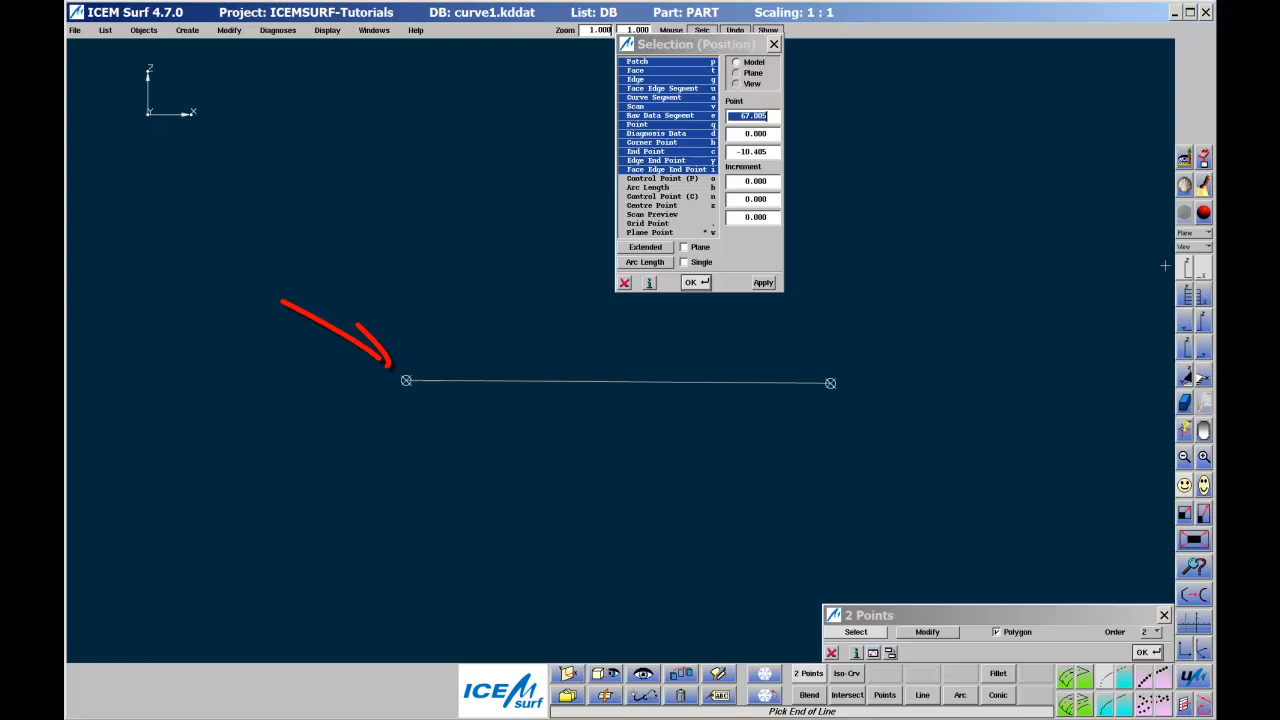 ICEM Surf 4.7.0 Project: ICEMSURF-Tutorials DB: curve1.kddat List: DB Part: PART Scaling: 1 : 1
File List Objects Create Modify Diagnoses Display Windows Help Zoom 1.000 1.000 Mouse Selc Undo Show
Selection (Position)
Patch p
Face t
Edge g
Face Edge Segment u
Curve Segment a
Scan v
Raw Data Segment e
Point q
Diagnosis Data d
Corner Point h
End Point c
Edge End Point y
Face Edge End Point i
Control Point (P) o
Arc Length b
Control Point (C) n
Centre Point z
Scan Preview
Grid Point .
Plane Point * w
Extended Plane
Arc Length Single
OK Apply
Model
Plane
View
Point
67.005
0.000
-10.405
Increment
0.000
0.000
0.000
Z
Y X
Plane
View
2 Points
Select Modify Polygon Order 2
OK
ICEM surf
2 Points Iso-Crv Fillet
ABC Blend Intersect Points Line Arc Conic
Pick End of Line